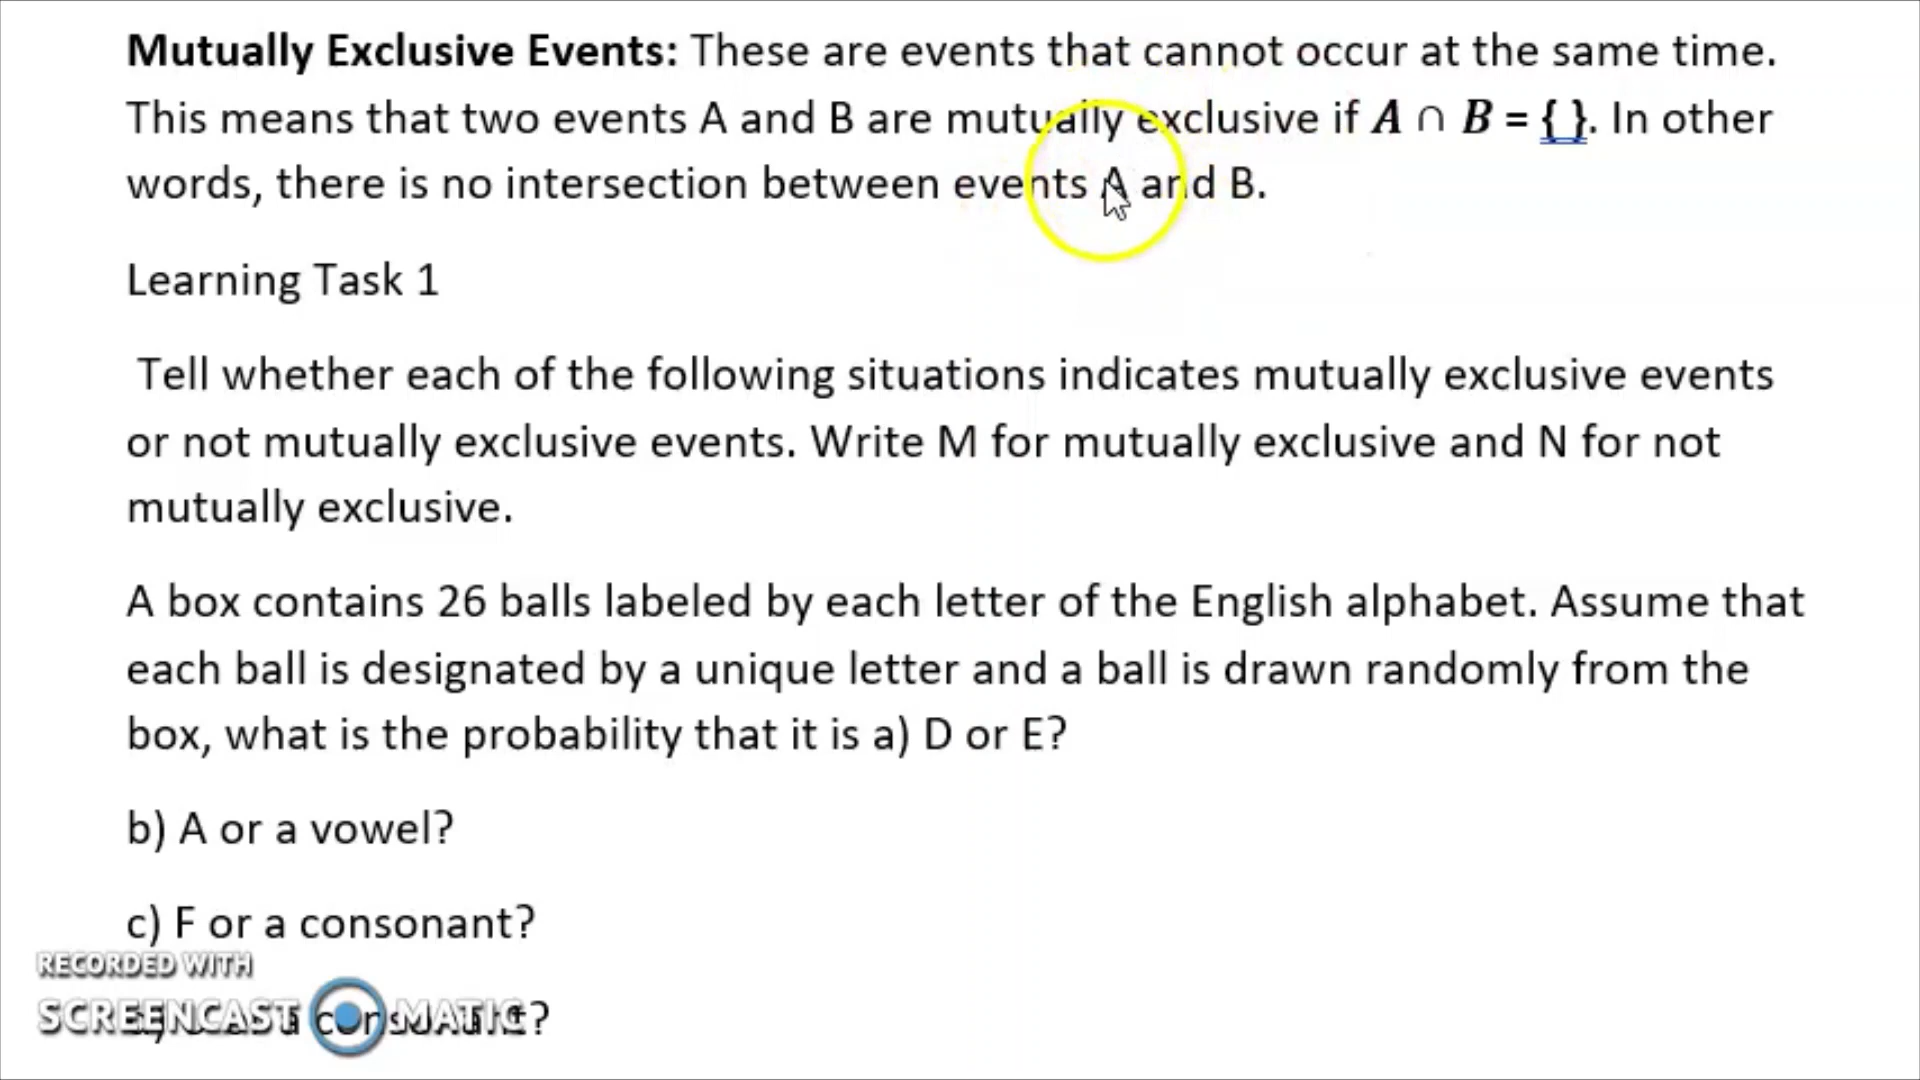 Mutually Exclusive Events: These are events that cannot occur at the same time.
This means that two events A and B are mutually exclusive if A ∩ B = { }. In other
words, there is no intersection between events A and B.
Learning Task 1
Tell whether each of the following situations indicates mutually exclusive events
or not mutually exclusive events. Write M for mutually exclusive and N for not
mutually exclusive.
A box contains 26 balls labeled by each letter of the English alphabet. Assume that
each ball is designated by a unique letter and a ball is drawn randomly from the
box, what is the probability that it is a) D or E?
b) A or a vowel?
c) F or a consonant?
RECORDED WITH
SCREENCAST MATIC
consonant?